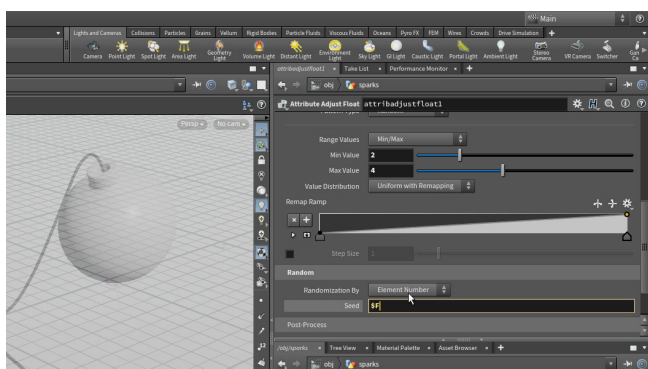 Main
Lights and Cameras Collisions Particles Grains Vellum Rigid Bodies Particle Fluids Viscous Fluids Oceans Pyro FX FEM Wires Crowds Drive Simulation
Camera Point Light Spot Light Area Light Geometry Light Volume Light Distant Light Environment Light Sky Light GI Light Caustic Light Portal Light Ambient Light Stereo Camera VR Camera Switcher
attribadjustfloat1 × Take List × Performance Monitor × +
obj sparks
Attribute Adjust Float attribadjustfloat1
Persp No cam
Range Values Min/Max
Min Value 2
Max Value 4
Value Distribution Uniform with Remapping
Remap Ramp
Step Size
Random
Randomization By Element Number
Seed $F
Post-Process
/obj/sparks × Tree View × Material Palette × Asset Browser × +
obj sparks